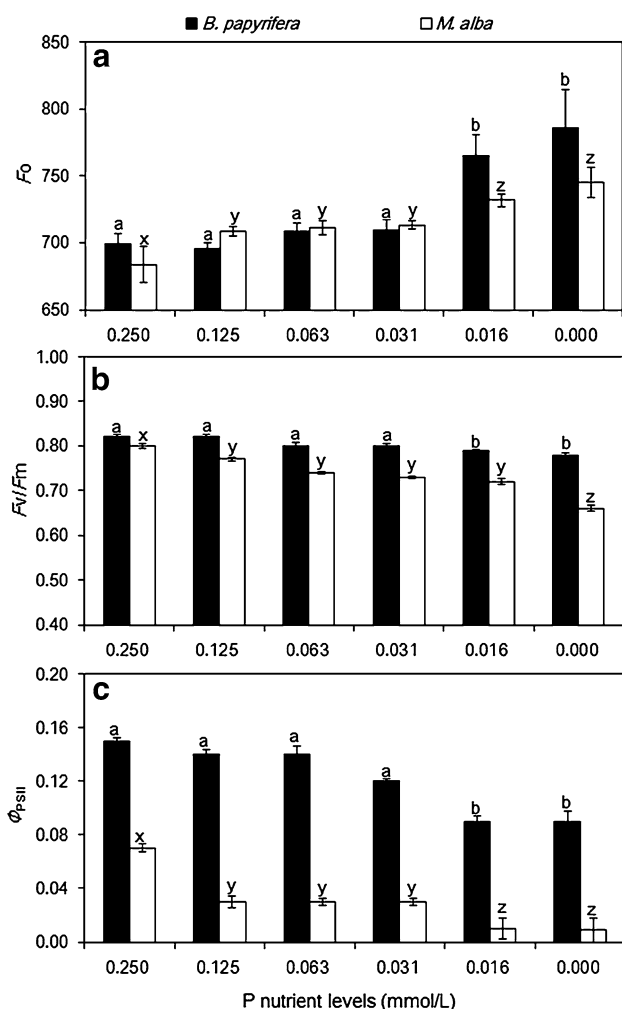 B. papyrifera M. alba
a
850
800
750
700
650
Fo
a x a y a y a y b z b z
0.250 0.125 0.063 0.031 0.016 0.000
b
1.00
0.90
0.80
0.70
0.60
0.50
0.40
Fv/Fm
a x a y a y a y b y b z
0.250 0.125 0.063 0.031 0.016 0.000
c
0.20
0.16
0.12
0.08
0.04
0.00
ΦPSII
a x a y a y a y b z b z
0.250 0.125 0.063 0.031 0.016 0.000
P nutrient levels (mmol/L)